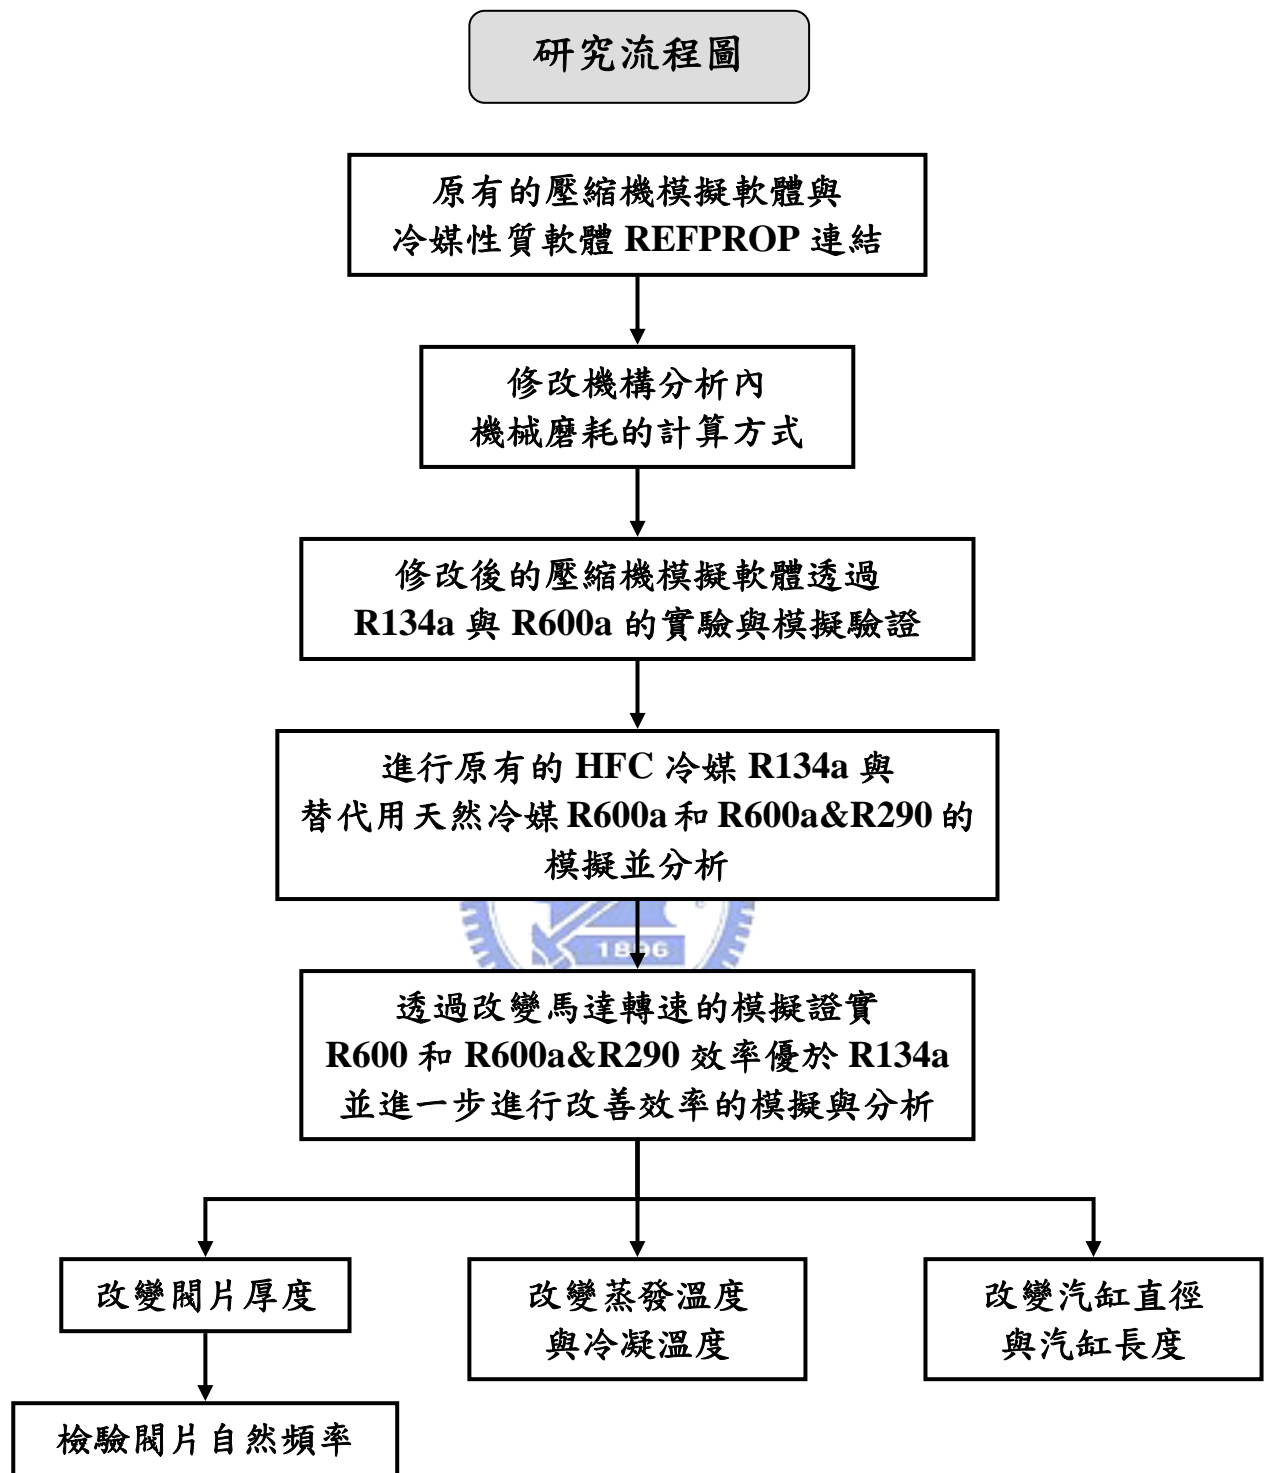 研究流程圖
原有的壓縮機模擬軟體與
冷媒性質軟體 REFPROP 連結
修改機構分析內
機械磨耗的計算方式
修改後的壓縮機模擬軟體透過
R134a 與 R600a 的實驗與模擬驗證
進行原有的 HFC 冷媒 R134a 與
替代用天然冷媒 R600a 和 R600a&R290 的
模擬並分析
1896
透過改變馬達轉速的模擬證實
R600 和 R600a&R290 效率優於 R134a
並進一步進行改善效率的模擬與分析
改變閥片厚度
改變蒸發溫度
與冷凝溫度
改變汽缸直徑
與汽缸長度
檢驗閥片自然頻率